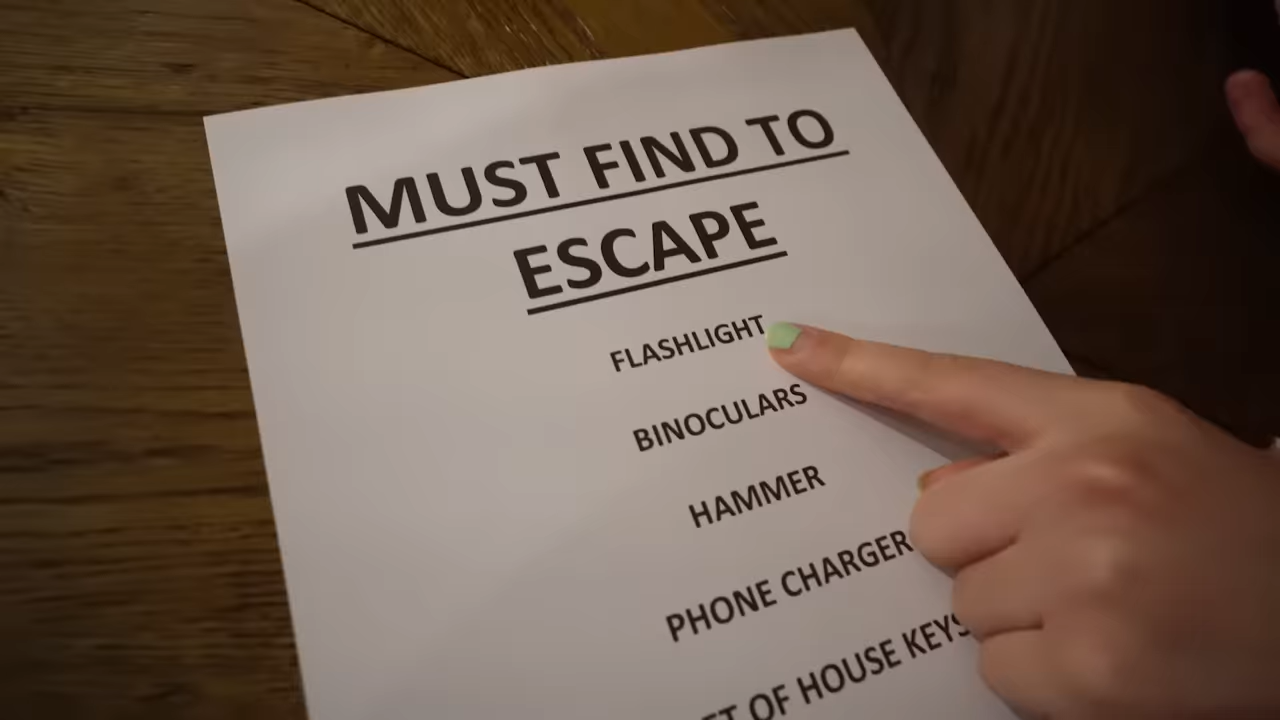 MUST FIND TO
ESCAPE
FLASHLIGHT
BINOCULARS
HAMMER
PHONE CHARGER
OF HOUSE KEYS